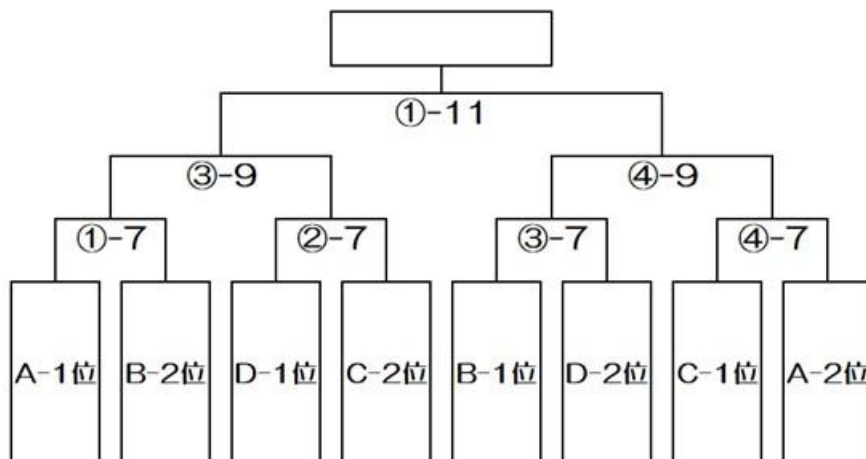 ①-11
③-9
④-9
①-7
②-7
③-7
④-7
A-1位
B-2位
D-1位
C-2位
B-1位
D-2位
C-1位
A-2位